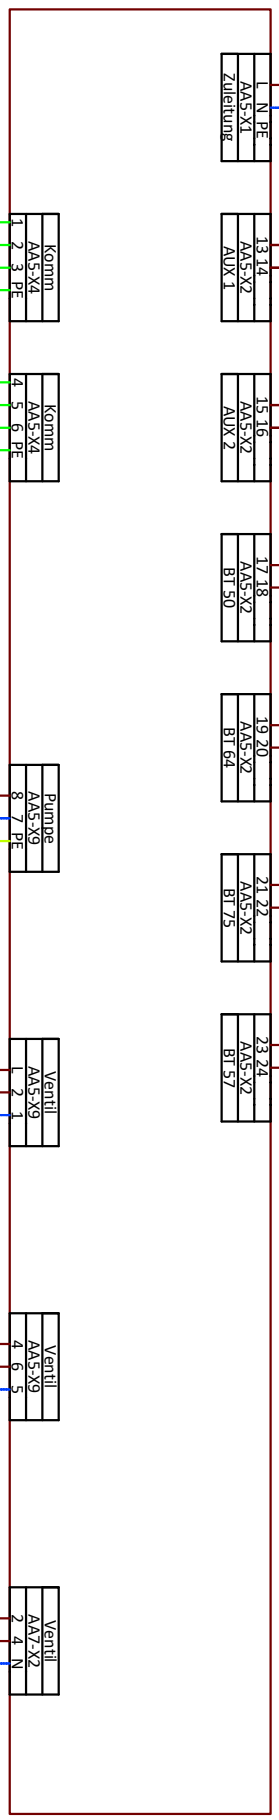 L N PE
AA5-X1
Zuleitung
13 14
AA5-X2
AUX 1
15 16
AA5-X2
AUX 2
17 18
AA5-X2
BT 50
19 20
AA5-X2
BT 64
21 22
AA5-X2
BT 75
23 24
AA5-X2
BT 57
Komm
AA5-X4
1 2 3 PE
Komm
AA5-X4
4 5 6 PE
Pumpe
AA5-X9
8 7 PE
Ventil
AA5-X9
L 2 1
Ventil
AA5-X9
4 6 5
Ventil
AA7-X2
2 4 N